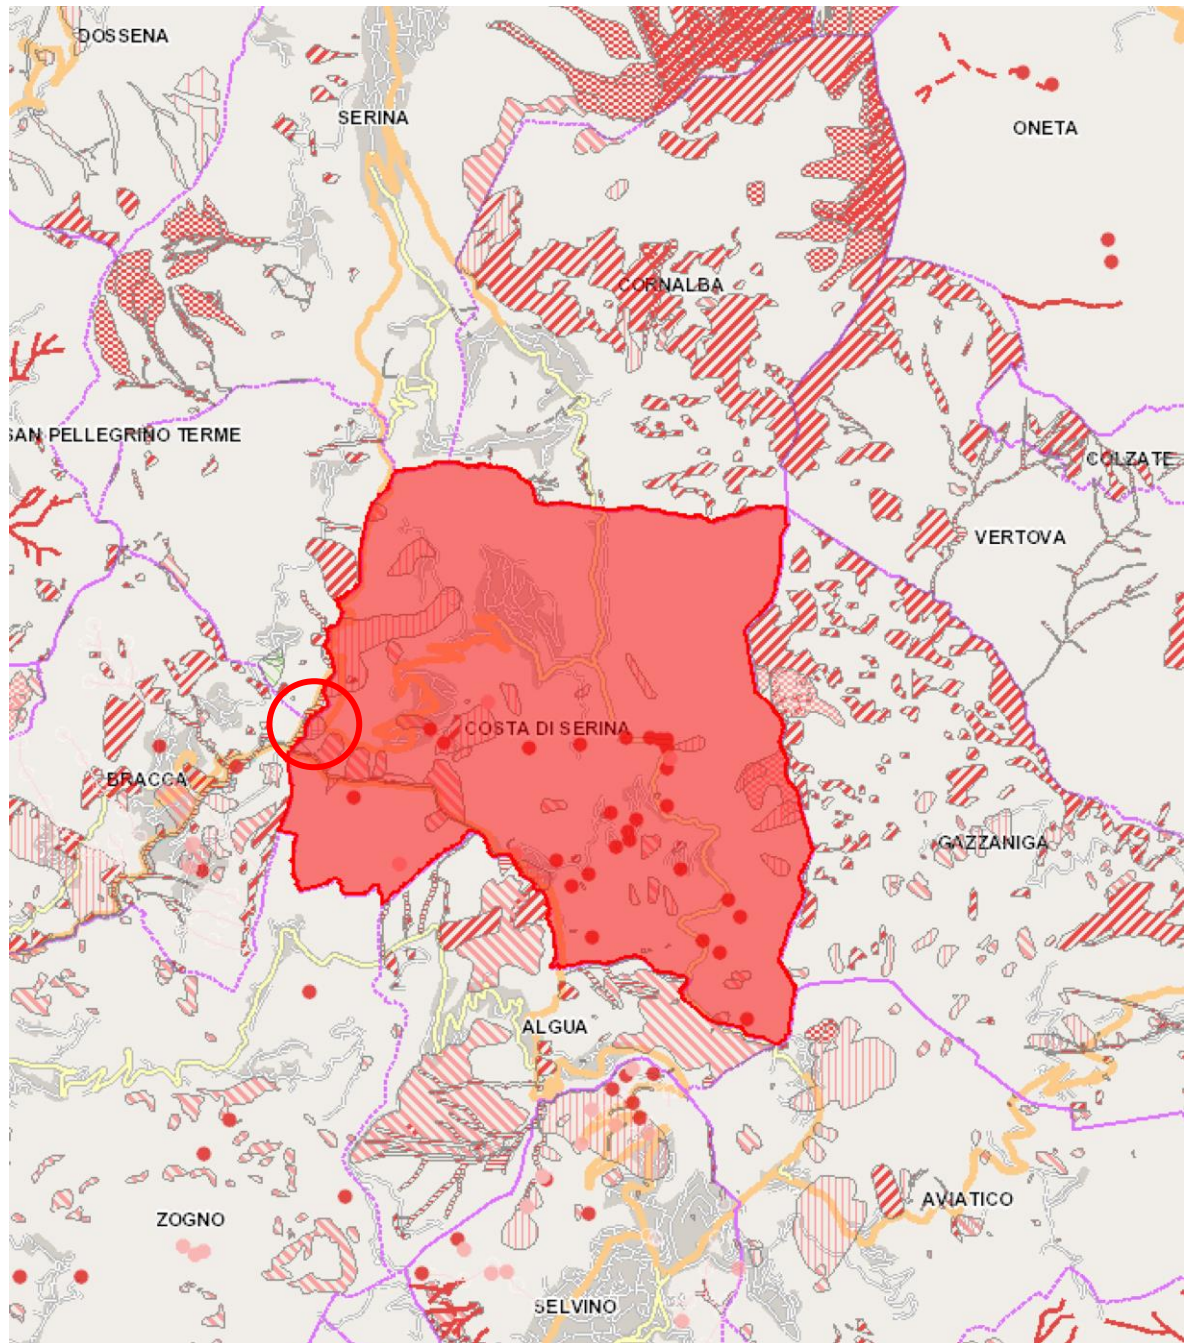 DOSSENA
SERINA
ONETA
CORNALBA
SAN PELLEGRINO TERME
COLZATE
VERTOVA
COSTA DI SERINA
BRACCA
GAZZANIGA
ALGUA
AVIATICO
ZOGNO
SELVINO